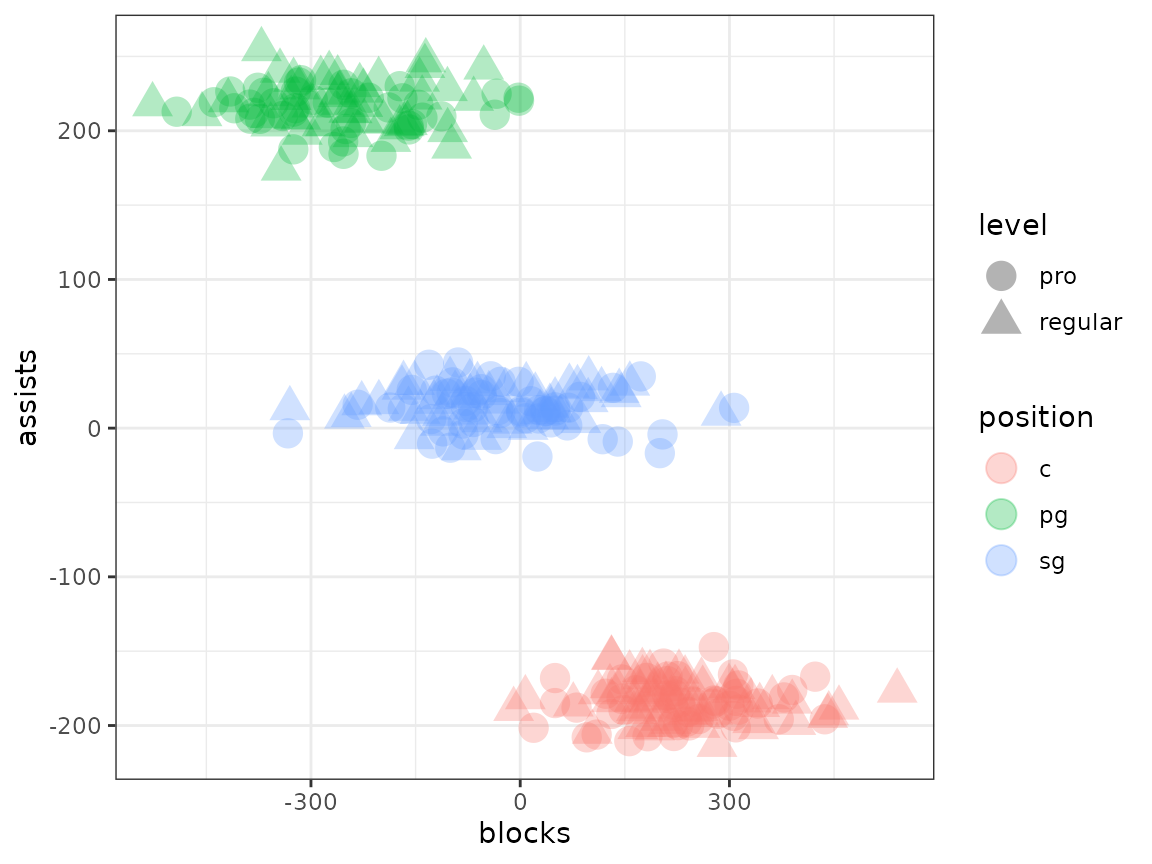 200
100
0
-100
-200
assists
-300
0
300
blocks
level
pro
regular
position
c
pg
sg